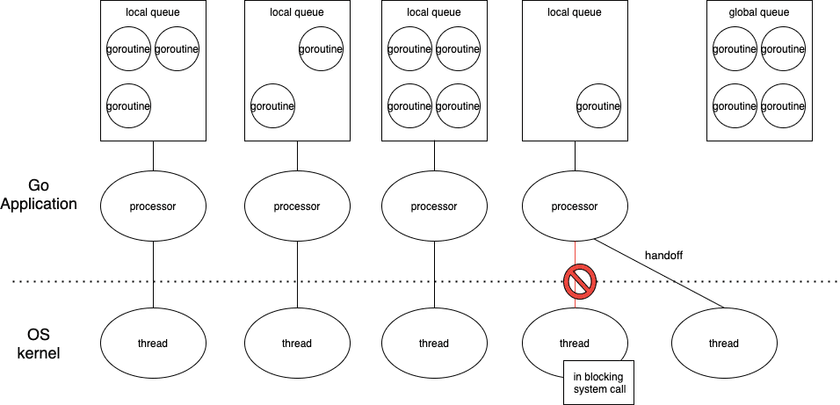 local queue
local queue
local queue
local queue
global queue
goroutine goroutine
goroutine
goroutine goroutine
goroutine goroutine
goroutine
goroutine
goroutine goroutine
goroutine
goroutine goroutine
Go
Application
processor
processor
processor
processor
handoff
OS
kernel
thread
thread
thread
thread
thread
in blocking
system call